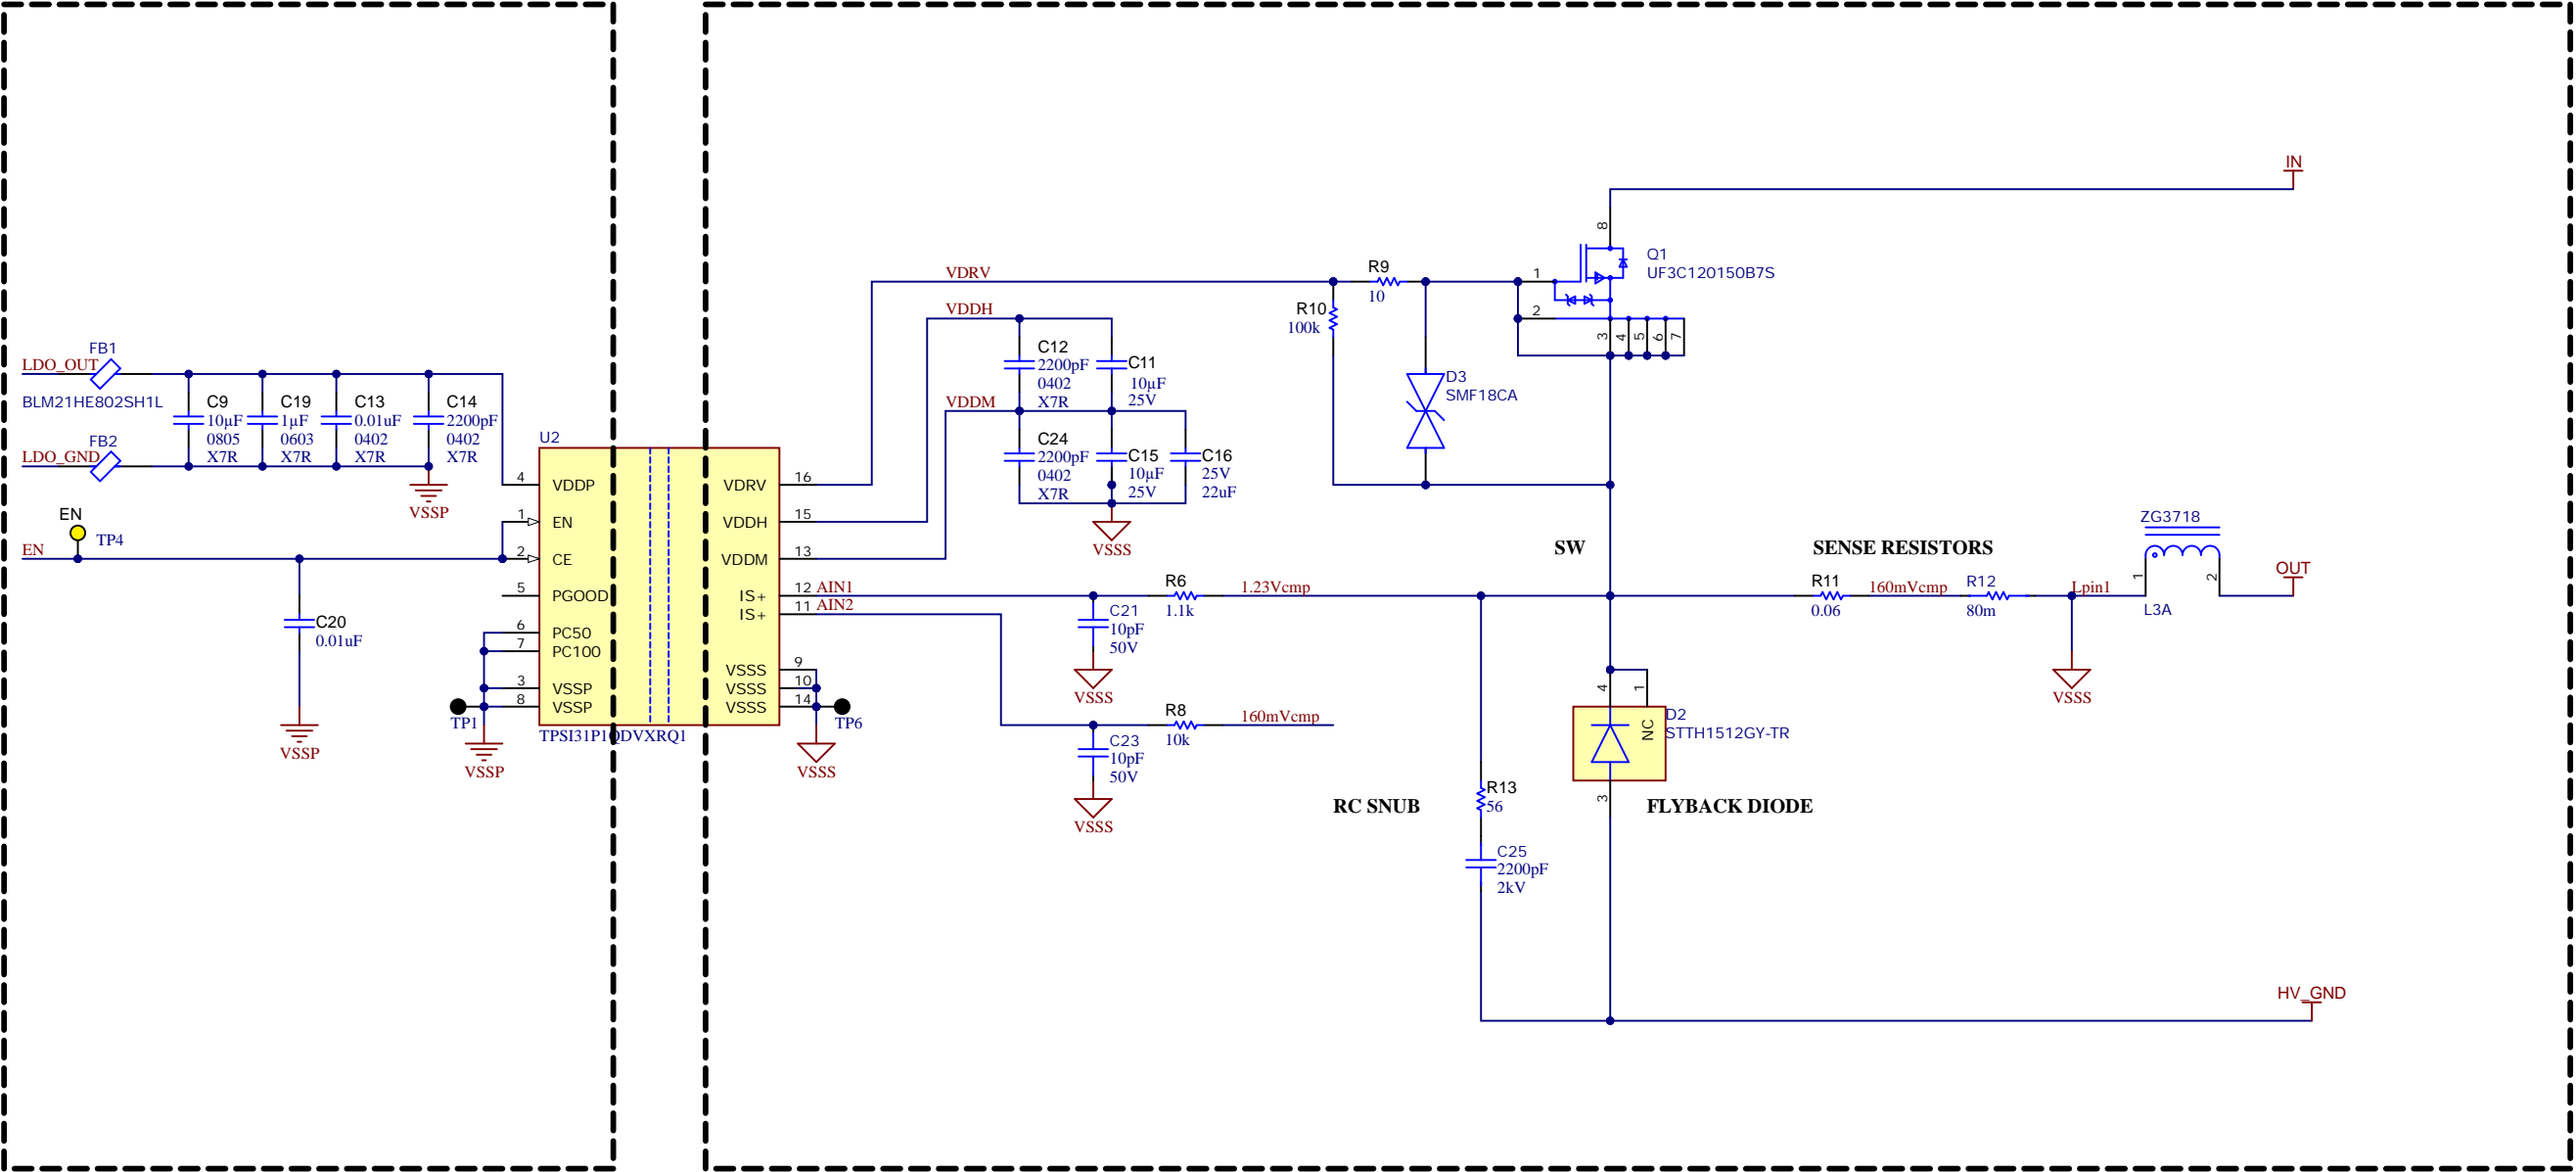 IN
8
Q1
UF3C120150B7S
VDRV
R9
10
1
2
R10
100k
3
4
5
6
7
VDDH
C12
2200pF
0402
X7R
C11
10µF
25V
VDDM
C24
2200pF
0402
X7R
C15
10µF
25V
C16
25V
22uF
VSSS
D3
SMF18CA
FB1
LDO_OUT
BLM21HE802SH1L
FB2
LDO_GND
C9
10µF
0805
X7R
C19
1µF
0603
X7R
C13
0.01uF
0402
X7R
C14
2200pF
0402
X7R
VSSP
EN
TP4
EN
C20
0.01uF
VSSP
U2
4 VDDP
1 EN
2 CE
5 PGOOD
6 PC50
7 PC100
3 VSSP
8 VSSP
TP1
VSSP
VDRV 16
VDDH 15
VDDM 13
IS+ 12 AIN1
IS+ 11 AIN2
VSSS 9
VSSS 10
VSSS 14
TP6
VSSS
TPSI31P1QDVXRQ1
C21
10pF
50V
VSSS
R6
1.1k
1.23Vcmp
C23
10pF
50V
VSSS
R8
10k
160mVcmp
SW
SENSE RESISTORS
R11
0.06
160mVcmp
R12
80m
Lpin1
VSSS
ZG3718
1
2
L3A
OUT
4
1
D2
STTH1512GY-TR
NC
3
FLYBACK DIODE
RC SNUB
R13
56
C25
2200pF
2kV
HV_GND